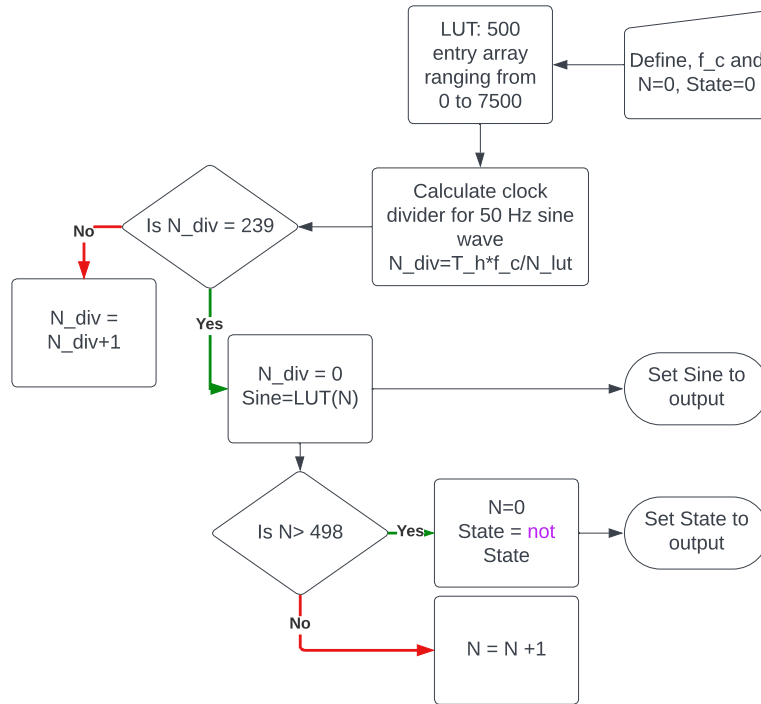 LUT: 500
entry array
ranging from
0 to 7500
Define, f_c and
N=0, State=0
Calculate clock
divider for 50 Hz sine
wave
N_div=T_h*f_c/N_lut
Is N_div = 239
No
N_div =
N_div+1
Yes
N_div = 0
Sine=LUT(N)
Set Sine to
output
Is N> 498
Yes
N=0
State = not
State
Set State to
output
No
N = N +1